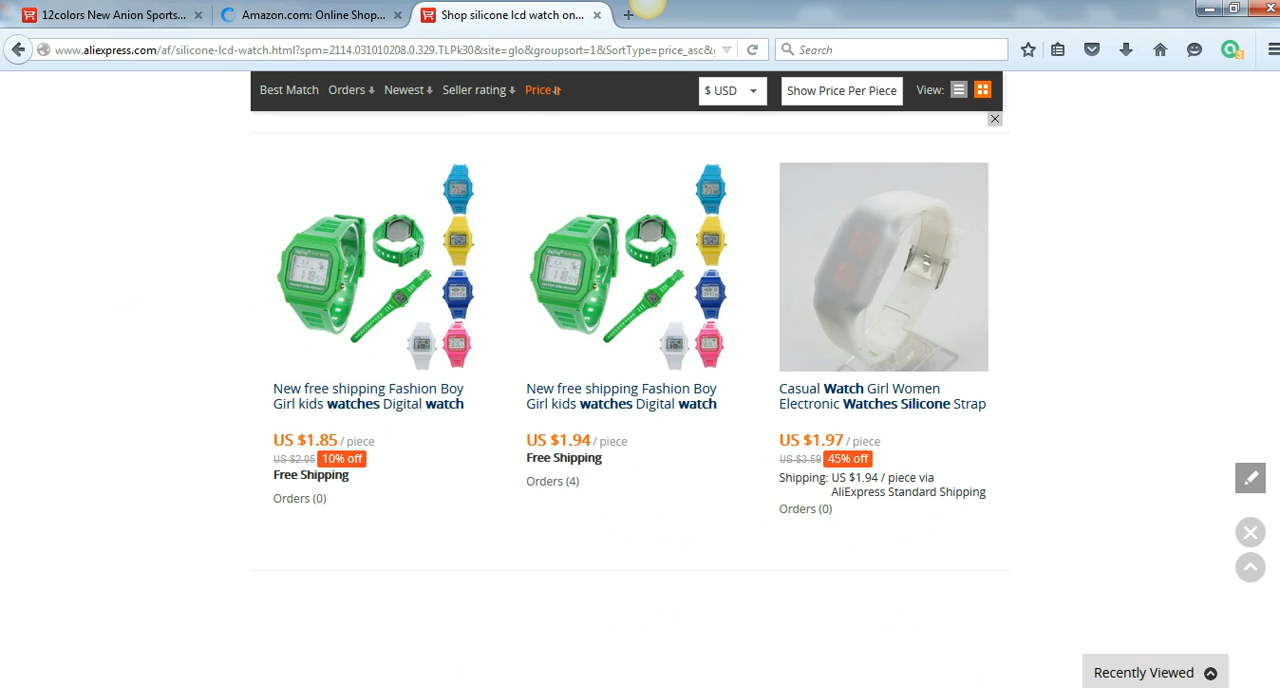 12colors New Anion Sports...
Amazon.com: Online Shop...
Shop silicone lcd watch on...
www.aliexpress.com/af/silicone-lcd-watch.html?spm=2114.031010208.0.329.TLPk30&site=glo&groupsort=1&SortType=price_asc&
Search
3
Best Match Orders Newest Seller rating Price
$ USD
Show Price Per Piece
View:
New free shipping Fashion Boy
Girl kids watches Digital watch
US $1.85 / piece
US $2.05 10% off
Free Shipping
Orders (0)
New free shipping Fashion Boy
Girl kids watches Digital watch
US $1.94 / piece
Free Shipping
Orders (4)
Casual Watch Girl Women
Electronic Watches Silicone Strap
US $1.97 / piece
US $3.59 45% off
Shipping: US $1.94 / piece via
AliExpress Standard Shipping
Orders (0)
Recently Viewed